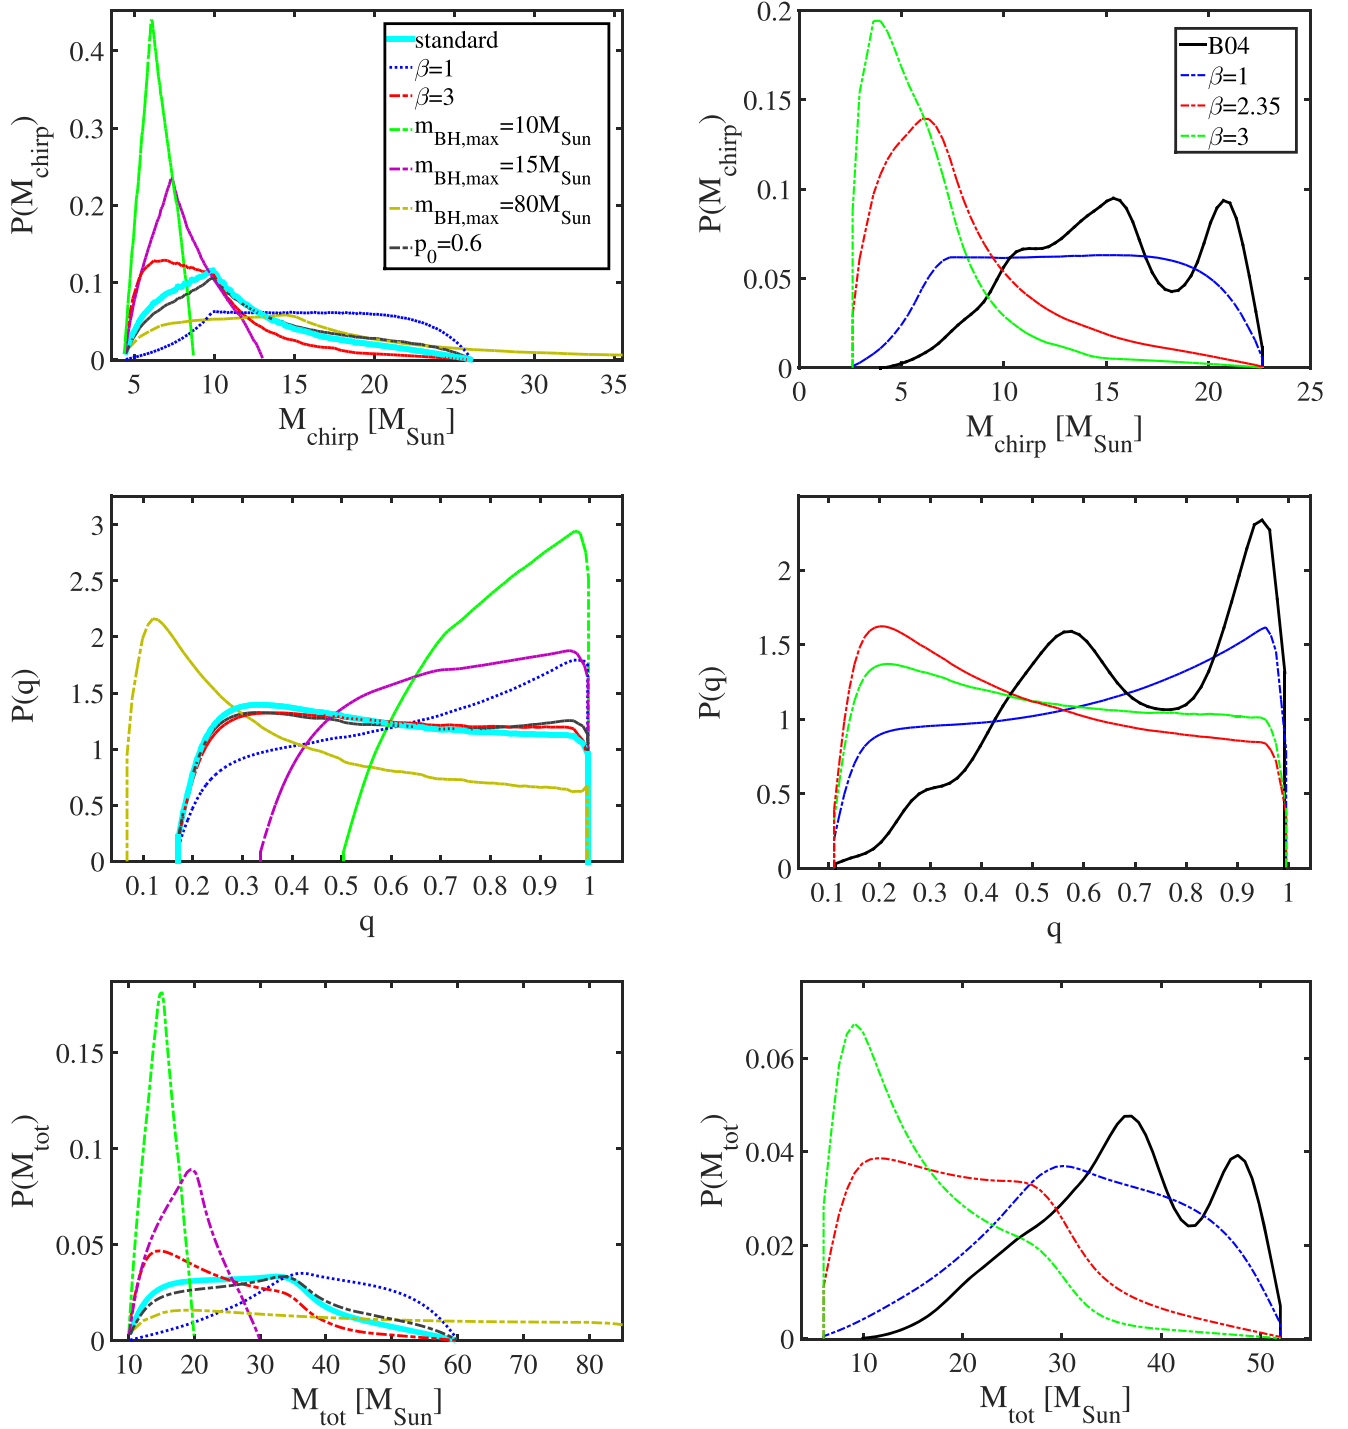 P(M_chirp)
0.4
0.3
0.2
0.1
0
5 10 15 20 25 30 35
M_chirp [M_Sun]
standard
β=1
β=3
m_BH,max=10M_Sun
m_BH,max=15M_Sun
m_BH,max=80M_Sun
p_0=0.6
P(M_chirp)
0.2
0.15
0.1
0.05
0
0 5 10 15 20 25
M_chirp [M_Sun]
B04
β=1
β=2.35
β=3
P(q)
3
2.5
2
1.5
1
0.5
0
0.1 0.2 0.3 0.4 0.5 0.6 0.7 0.8 0.9 1
q
P(q)
2
1.5
1
0.5
0
0.1 0.2 0.3 0.4 0.5 0.6 0.7 0.8 0.9 1
q
P(M_tot)
0.15
0.1
0.05
0
10 20 30 40 50 60 70 80
M_tot [M_Sun]
P(M_tot)
0.06
0.04
0.02
0
10 20 30 40 50
M_tot [M_Sun]